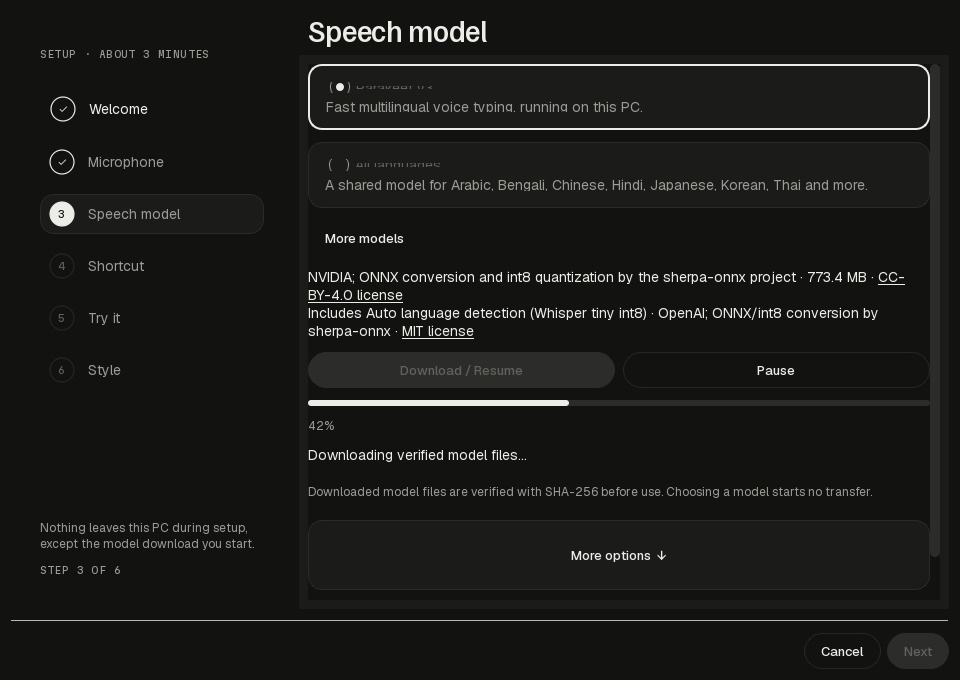 Speech model
SETUP · ABOUT 3 MINUTES
Welcome
Microphone
3 Speech model
4 Shortcut
5 Try it
6 Style
Nothing leaves this PC during setup,
except the model download you start.
STEP 3 OF 6
Fast multilingual voice typing, running on this PC.
( ) All languages
A shared model for Arabic, Bengali, Chinese, Hindi, Japanese, Korean, Thai and more.
More models
NVIDIA; ONNX conversion and int8 quantization by the sherpa-onnx project · 773.4 MB · CC-
BY-4.0 license
Includes Auto language detection (Whisper tiny int8) · OpenAI; ONNX/int8 conversion by
sherpa-onnx · MIT license
Download / Resume
Pause
42%
Downloading verified model files...
Downloaded model files are verified with SHA-256 before use. Choosing a model starts no transfer.
More options ↓
Cancel
Next